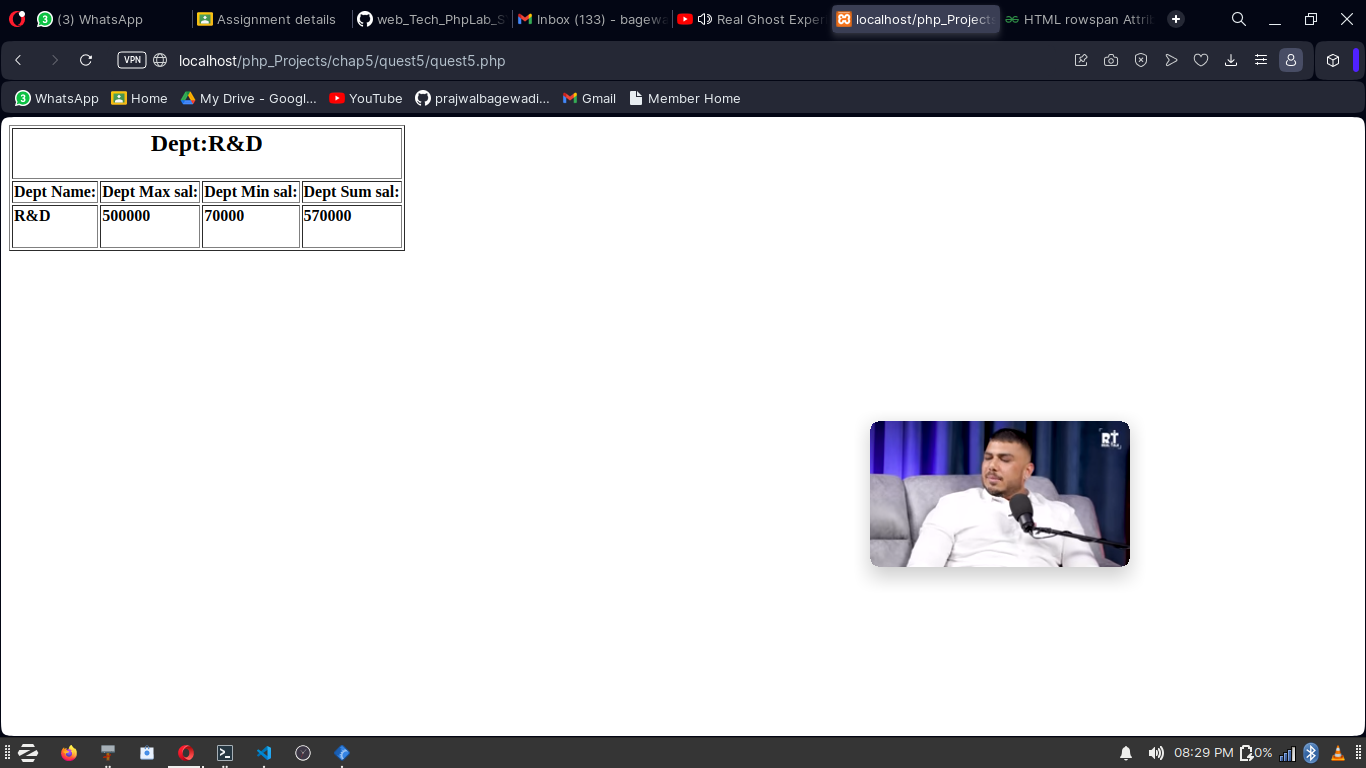 (3) WhatsApp
Assignment details
web_Tech_PhpLab_S
Inbox (133) - bagewa
Real Ghost Exper
localhost/php_Projects
HTML rowspan Attrib
VPN
localhost/php_Projects/chap5/quest5/quest5.php
WhatsApp
Home
My Drive - Googl...
YouTube
prajwalbagewadi...
Gmail
Member Home
Dept:R&D
Dept Name: Dept Max sal: Dept Min sal: Dept Sum sal:
R&D 500000 70000 570000
RT
08:29 PM
0%